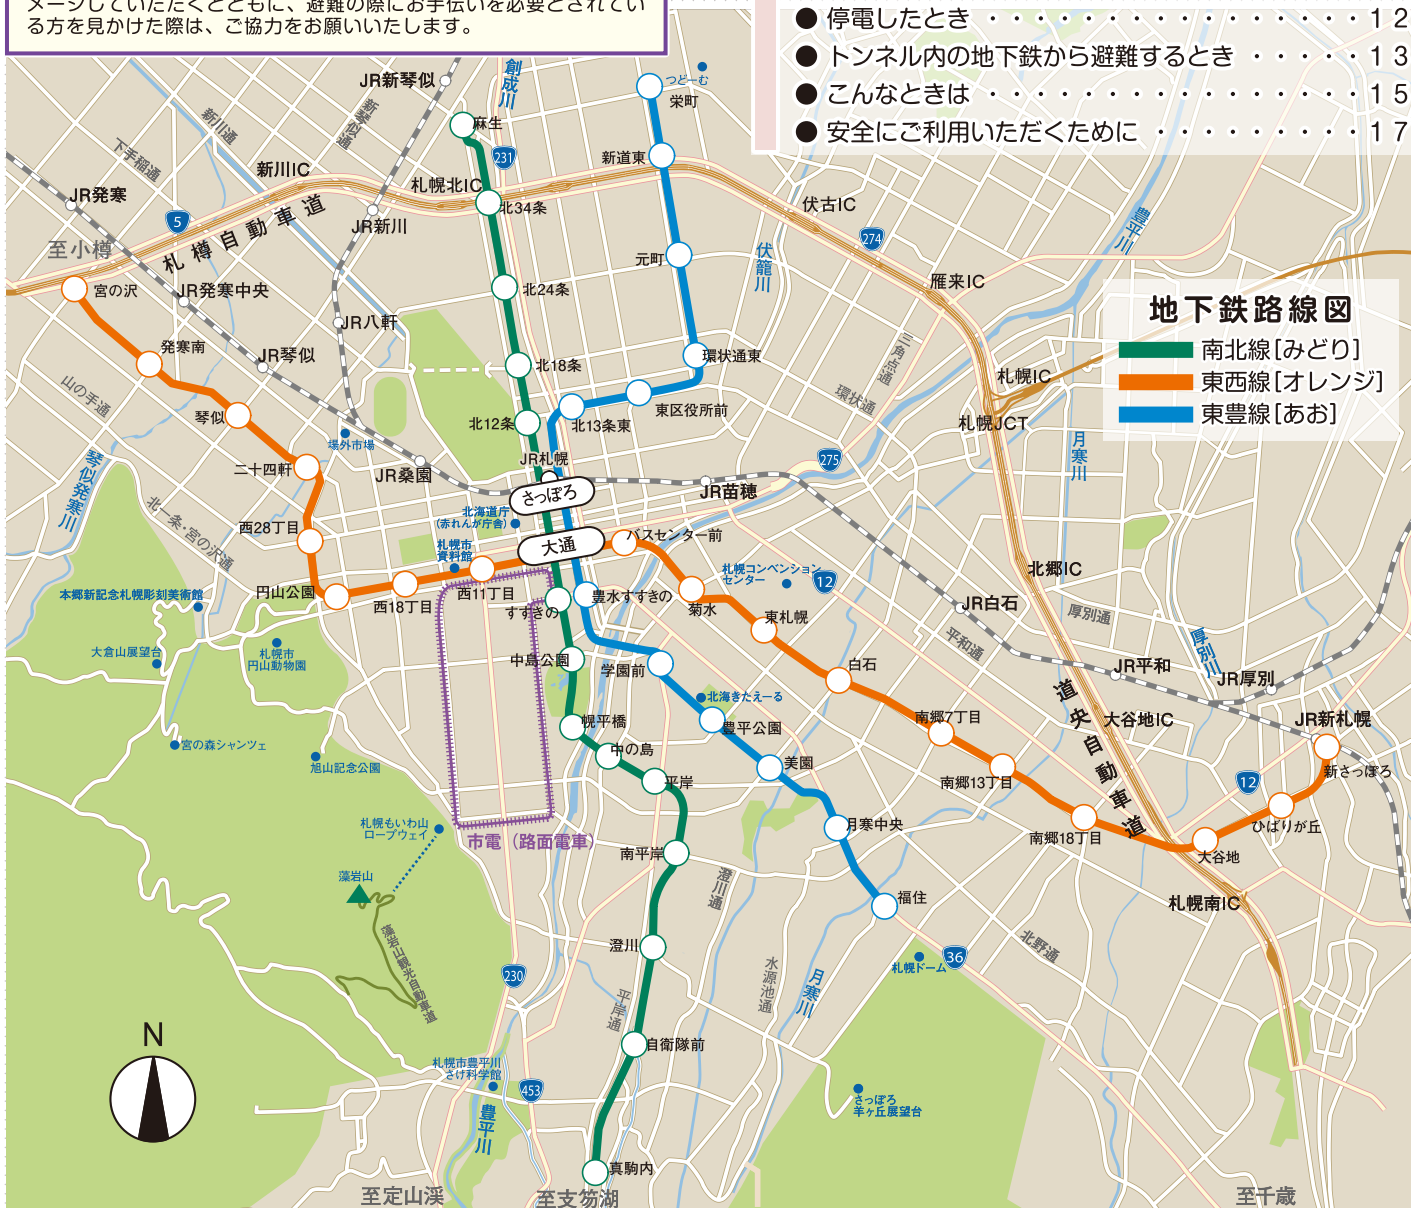 メージしていただくとともに、避難の際にお手伝いを必要とされてい
る方を見かけた際は、ご協力をお願いいたします。
● 停電したとき ・・・・・・・・・・・・・・・・・12
● トンネル内の地下鉄から避難するとき ・・・・・13
● こんなときは ・・・・・・・・・・・・・・・・・15
● 安全にご利用いただくために ・・・・・・・・・17
地下鉄路線図
南北線[みどり]
東西線[オレンジ]
東豊線[あお]
JR新琴似
創成川
つどーむ
栄町
麻生
新琴似通
新川通
下手稲通
231
新道東
新川IC
札幌北IC
JR発寒
北34条
伏古IC
豊平川
5
札樽自動車道
JR新川
274
至小樽
元町
伏籠川
雁来IC
宮の沢
JR発寒中央
北24条
JR八軒
発寒南
JR琴似
北18条
環状通東
三角点通
札幌IC
山の手通
環状通
琴似
東区役所前
札幌JCT
北12条
北13条東
場外市場
月寒川
琴似発寒川
二十四軒
JR桑園
JR札幌
さっぽろ
275
JR苗穂
北一条・宮の沢通
西28丁目
北海道庁
(赤れんが庁舎)
大通
バスセンター前
札幌市
資料館
札幌コンベンション
センター
12
北郷IC
円山公園
西18丁目
西11丁目
すすきの
豊水すすきの
菊水
東札幌
JR白石
厚別通
本郷新記念札幌彫刻美術館
平和通
厚別川
大倉山展望台
札幌市
円山動物園
中島公園
学園前
白石
JR平和
JR厚別
北海きたえーる
道央自動車道
南郷7丁目
大谷地IC
JR新札幌
宮の森シャンツェ
幌平橋
豊平公園
旭山記念公園
中の島
美園
平岸
南郷13丁目
新さっぽろ
12
札幌もいわ山
ロープウェイ
市電（路面電車）
月寒中央
南郷18丁目
ひばりが丘
南平岸
大谷地
藻岩山
澄川通
福住
札幌南IC
藻岩山観光自動車道
澄川
北野通
札幌ドーム
36
230
水源池通
月寒川
平岸通
N
自衛隊前
札幌市豊平川
さけ科学館
453
さっぽろ
羊ヶ丘展望台
豊平川
真駒内
至定山渓
至支笏湖
至千歳